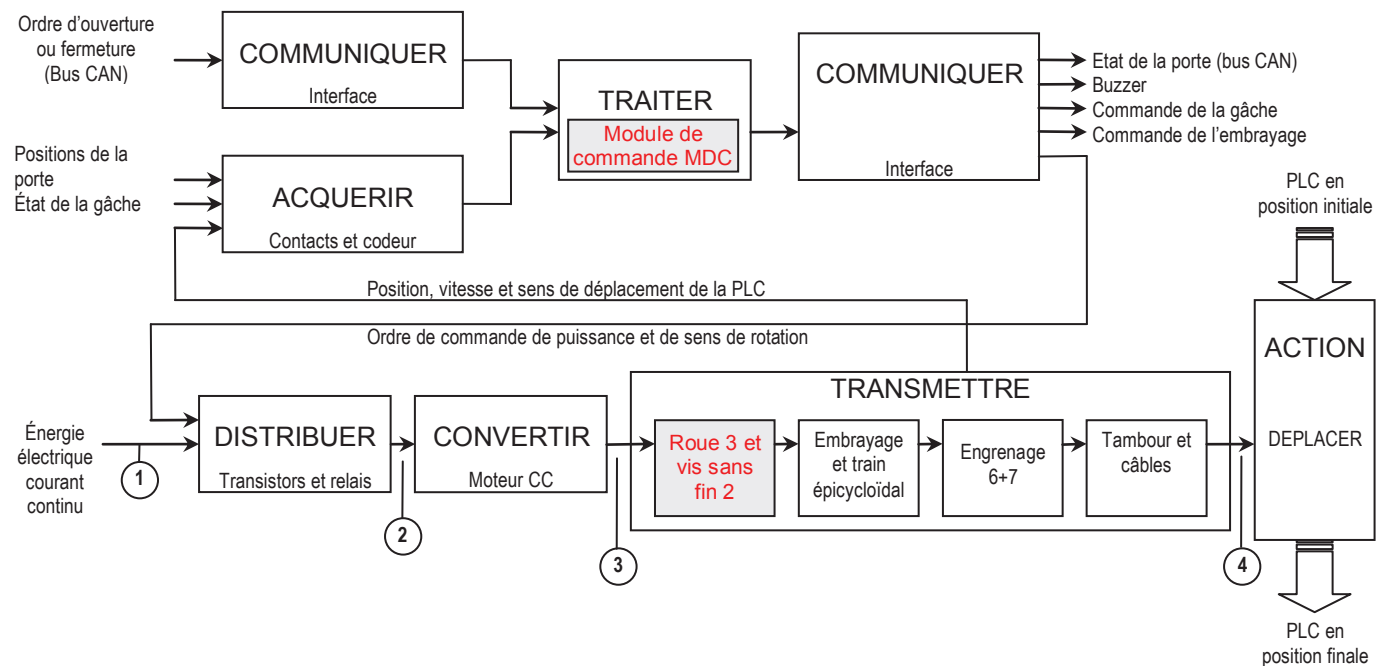 Ordre d'ouverture
ou fermeture
(Bus CAN)
COMMUNIQUER
Interface
TRAITER
Module de
commande MDC
COMMUNIQUER
Interface
Etat de la porte (bus CAN)
Buzzer
Commande de la gâche
Commande de l'embrayage
Positions de la
porte
État de la gâche
ACQUERIR
Contacts et codeur
PLC en
position initiale
Position, vitesse et sens de déplacement de la PLC
Ordre de commande de puissance et de sens de rotation
ACTION
DEPLACER
Énergie
électrique
courant
continu
1
DISTRIBUER
Transistors et relais
2
CONVERTIR
Moteur CC
3
TRANSMETTRE
Roue 3 et
vis sans
fin 2
Embrayage
et train
épicycloïdal
Engrenage
6+7
Tambour et
câbles
4
PLC en
position finale